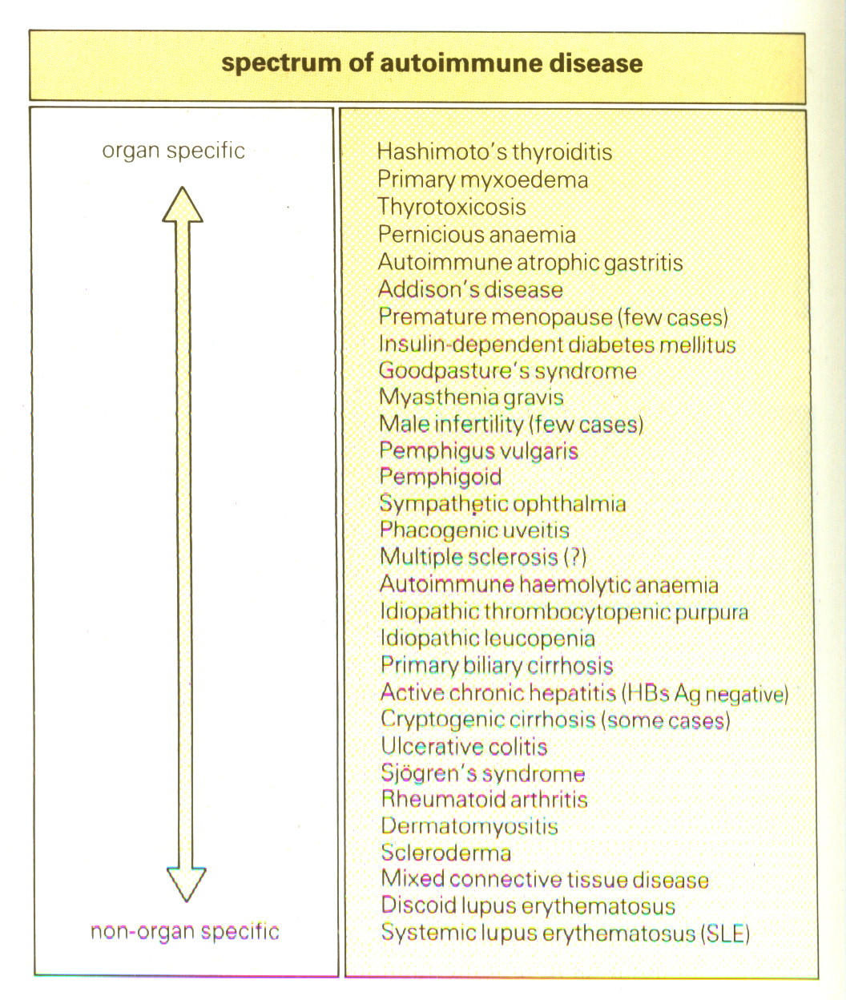 spectrum of autoimmune disease
organ specific
Hashimoto's thyroiditis
Primary myxoedema
Thyrotoxicosis
Pernicious anaemia
Autoimmune atrophic gastritis
Addison's disease
Premature menopause (few cases)
Insulin-dependent diabetes mellitus
Goodpasture's syndrome
Myasthenia gravis
Male infertility (few cases)
Pemphigus vulgaris
Pemphigoid
Sympathetic ophthalmia
Phacogenic uveitis
Multiple sclerosis (?)
Autoimmune haemolytic anaemia
Idiopathic thrombocytopenic purpura
Idiopathic leucopenia
Primary biliary cirrhosis
Active chronic hepatitis (HBs Ag negative)
Cryptogenic cirrhosis (some cases)
Ulcerative colitis
Sjögren's syndrome
Rheumatoid arthritis
Dermatomyositis
Scleroderma
Mixed connective tissue disease
Discoid lupus erythematosus
non-organ specific
Systemic lupus erythematosus (SLE)